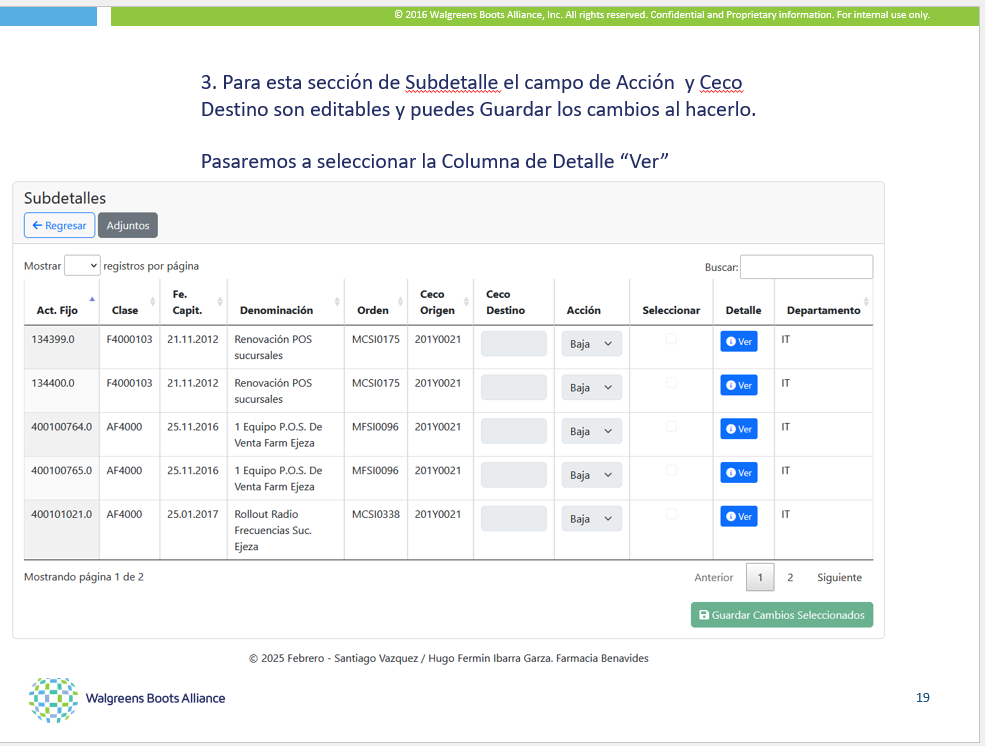 © 2016 Walgreens Boots Alliance, Inc. All rights reserved. Confidential and Proprietary information. For internal use only.
3. Para esta sección de Subdetalle el campo de Acción  y Ceco
Destino son editables y puedes Guardar los cambios al hacerlo.
Pasaremos a seleccionar la Columna de Detalle “Ver”
Subdetalles
← Regresar Adjuntos
Mostrar registros por página Buscar:
Act. Fijo Clase Fe. Capit. Denominación Orden Ceco Origen Ceco Destino Acción Seleccionar Detalle Departamento
134399.0 F4000103 21.11.2012 Renovación POS sucursales MCSI0175 201Y0021 Baja Ver IT
134400.0 F4000103 21.11.2012 Renovación POS sucursales MCSI0175 201Y0021 Baja Ver IT
400100764.0 AF4000 25.11.2016 1 Equipo P.O.S. De Venta Farm Ejeza MFSI0096 201Y0021 Baja Ver IT
400100765.0 AF4000 25.11.2016 1 Equipo P.O.S. De Venta Farm Ejeza MFSI0096 201Y0021 Baja Ver IT
400101021.0 AF4000 25.01.2017 Rollout Radio Frecuencias Suc. Ejeza MCSI0338 201Y0021 Baja Ver IT
Mostrando página 1 de 2 Anterior 1 2 Siguiente
Guardar Cambios Seleccionados
© 2025 Febrero - Santiago Vazquez / Hugo Fermin Ibarra Garza. Farmacia Benavides
Walgreens Boots Alliance 19